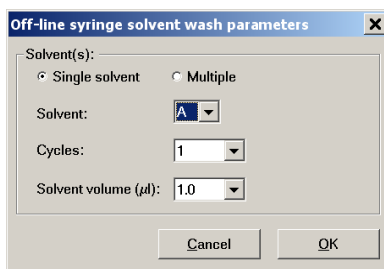 Off-line syringe solvent wash parameters
Solvent(s):
Single solvent Multiple
Solvent: A
Cycles: 1
Solvent volume (µl): 1.0
Cancel OK